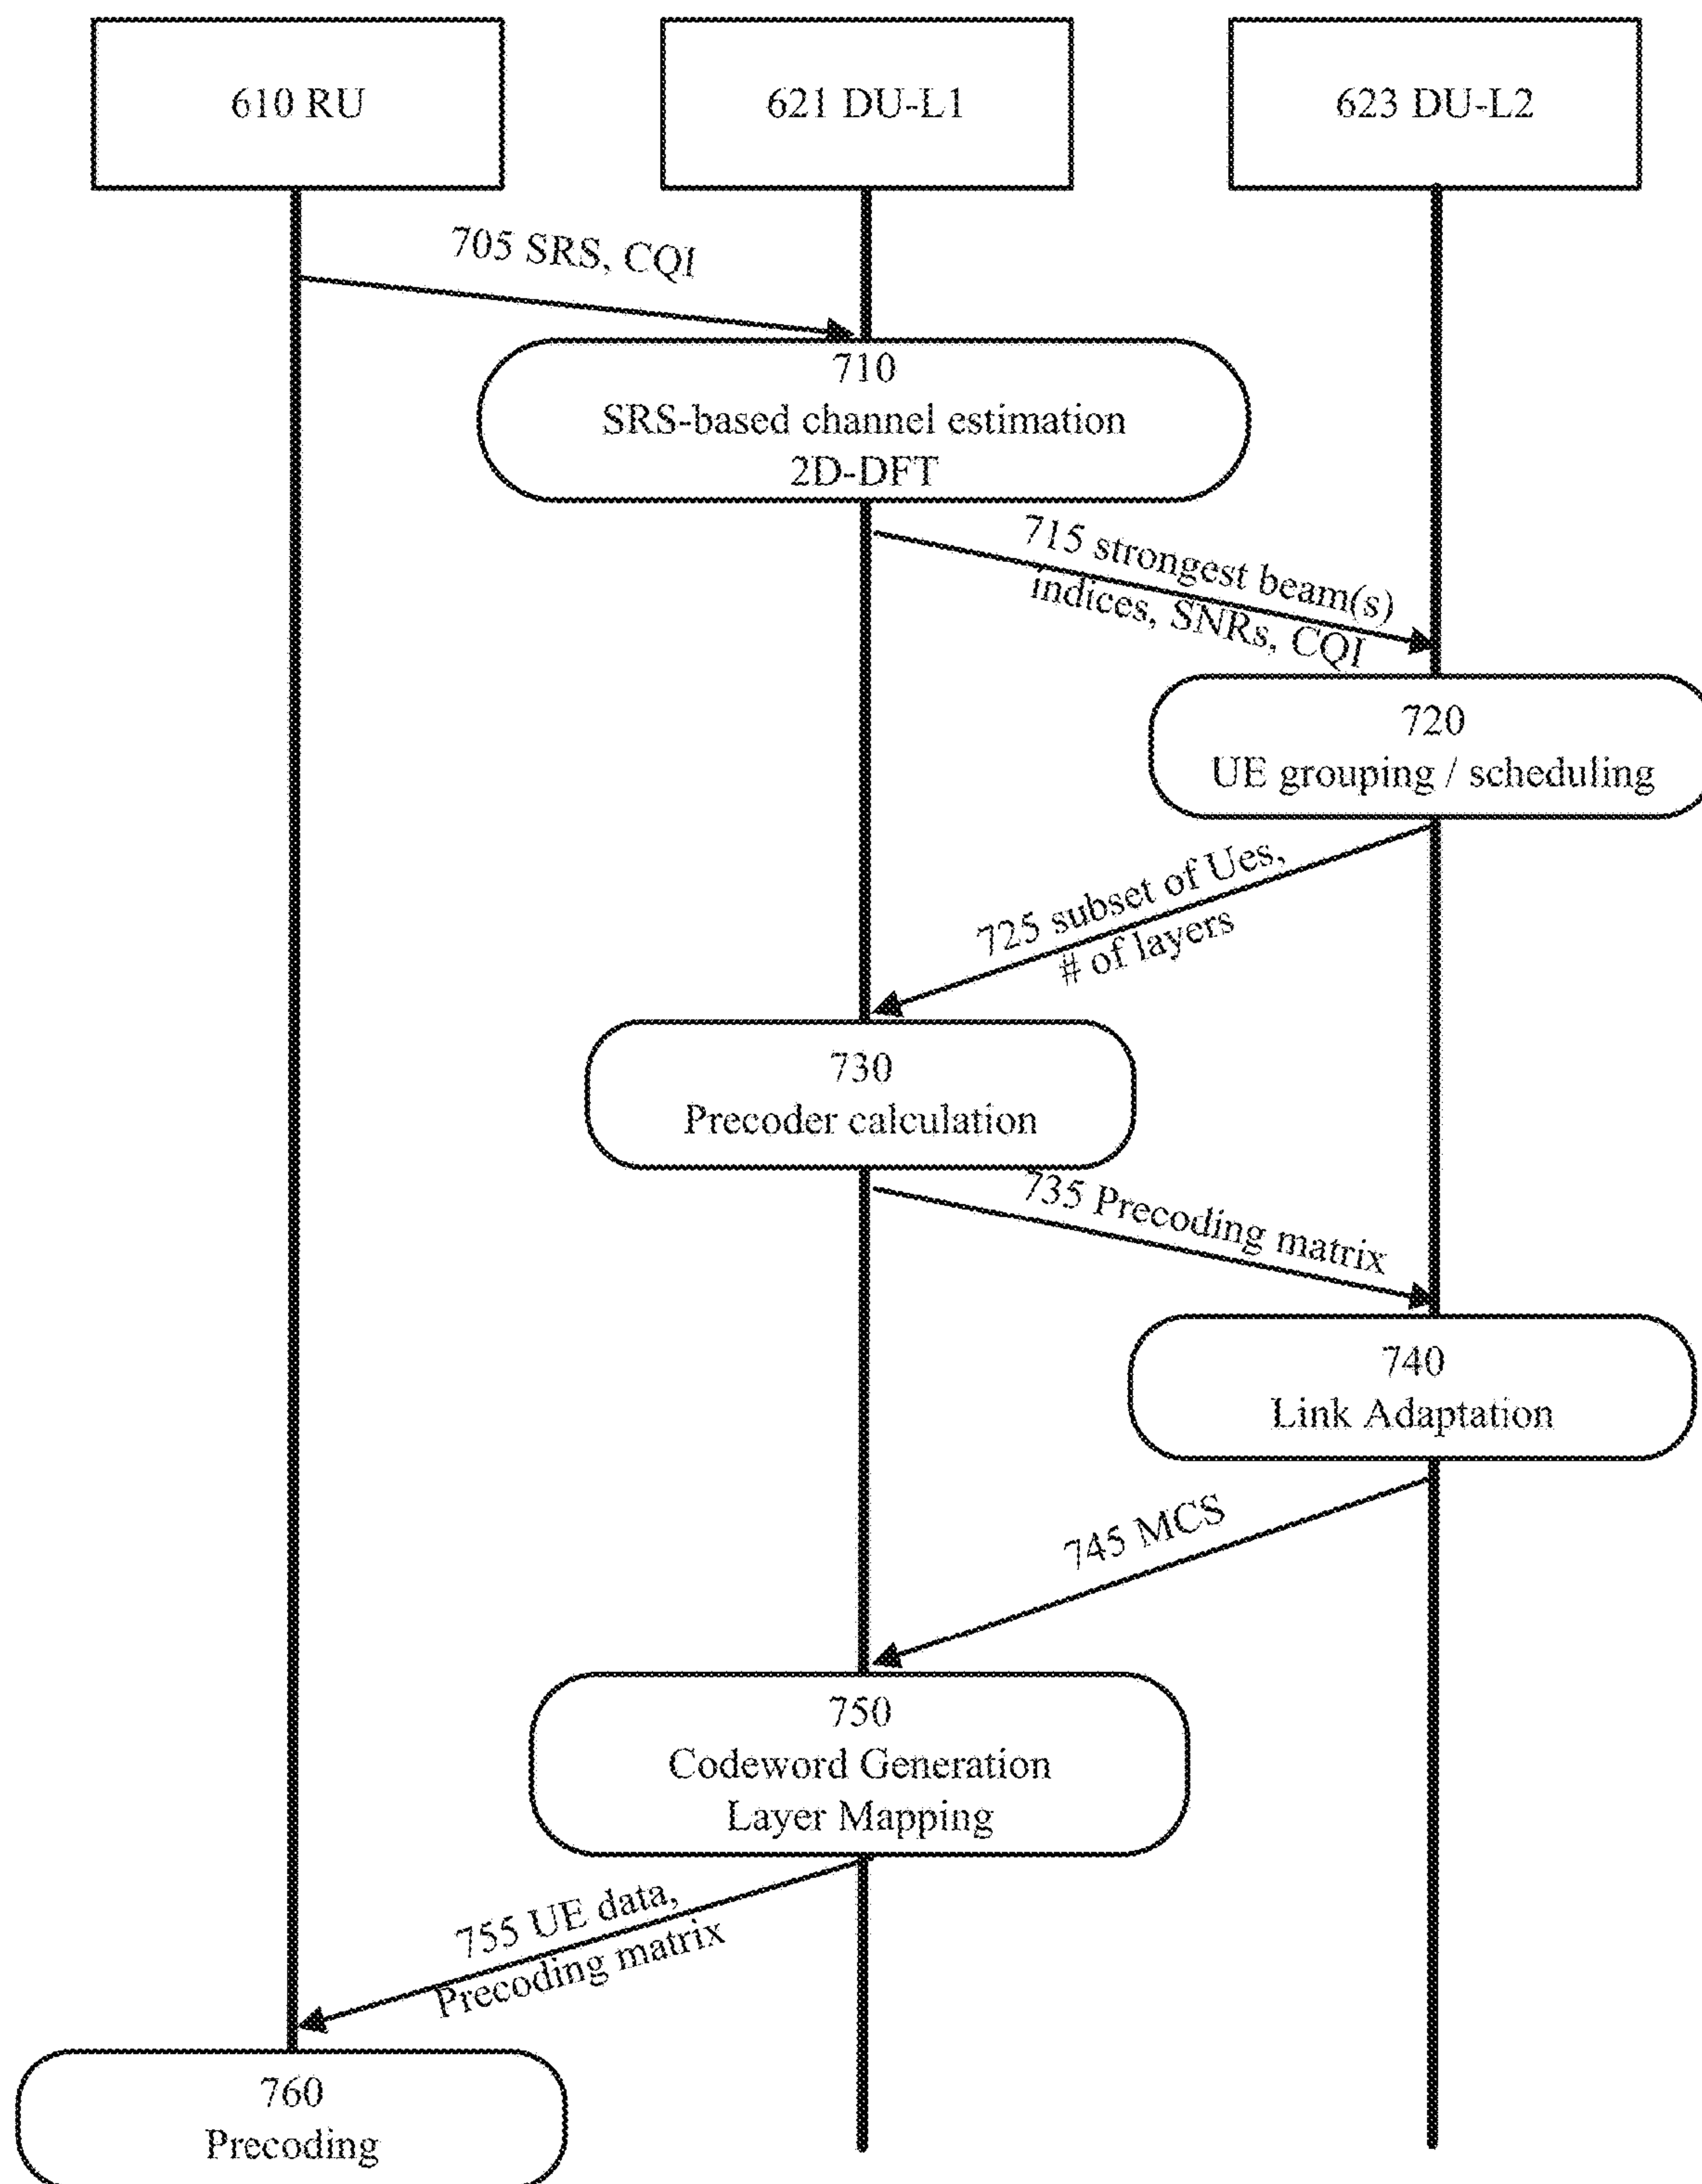 610 RU
621 DU-L1
623 DU-L2
705 SRS, CQI
710
SRS-based channel estimation
2D-DFT
715 strongest beam(s)
indices, SNRs, CQI
720
UE grouping / scheduling
725 subset of Ues,
# of layers
730
Precoder calculation
735 Precoding matrix
740
Link Adaptation
745 MCS
750
Codeword Generation
Layer Mapping
755 UE data,
Precoding matrix
760
Precoding